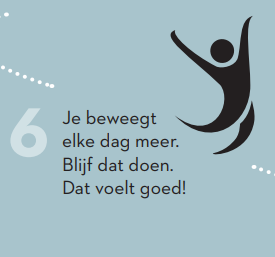 6
Je beweegt
elke dag meer.
Blijf dat doen.
Dat voelt goed!